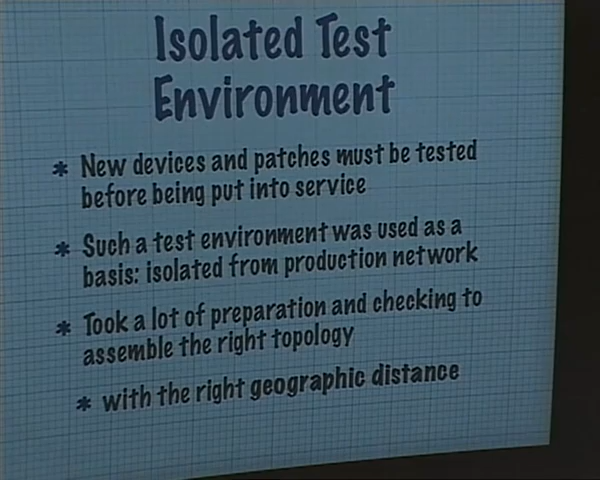 Isolated Test
Environment
* New devices and patches must be tested
before being put into service
* Such a test environment was used as a
basis: isolated from production network
* Took a lot of preparation and checking to
assemble the right topology
* with the right geographic distance